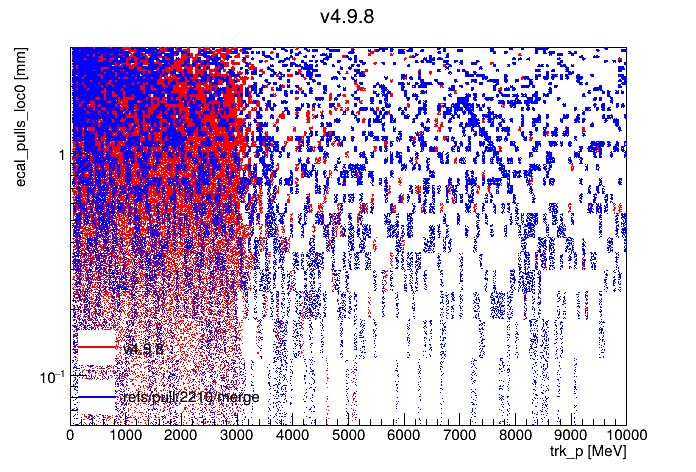 v4.9.8
ecal_pulls_loc0 [mm]
1
10⁻¹
v4.9.8
refs/pull/2210/merge
0 1000 2000 3000 4000 5000 6000 7000 8000 9000 10000
trk_p [MeV]